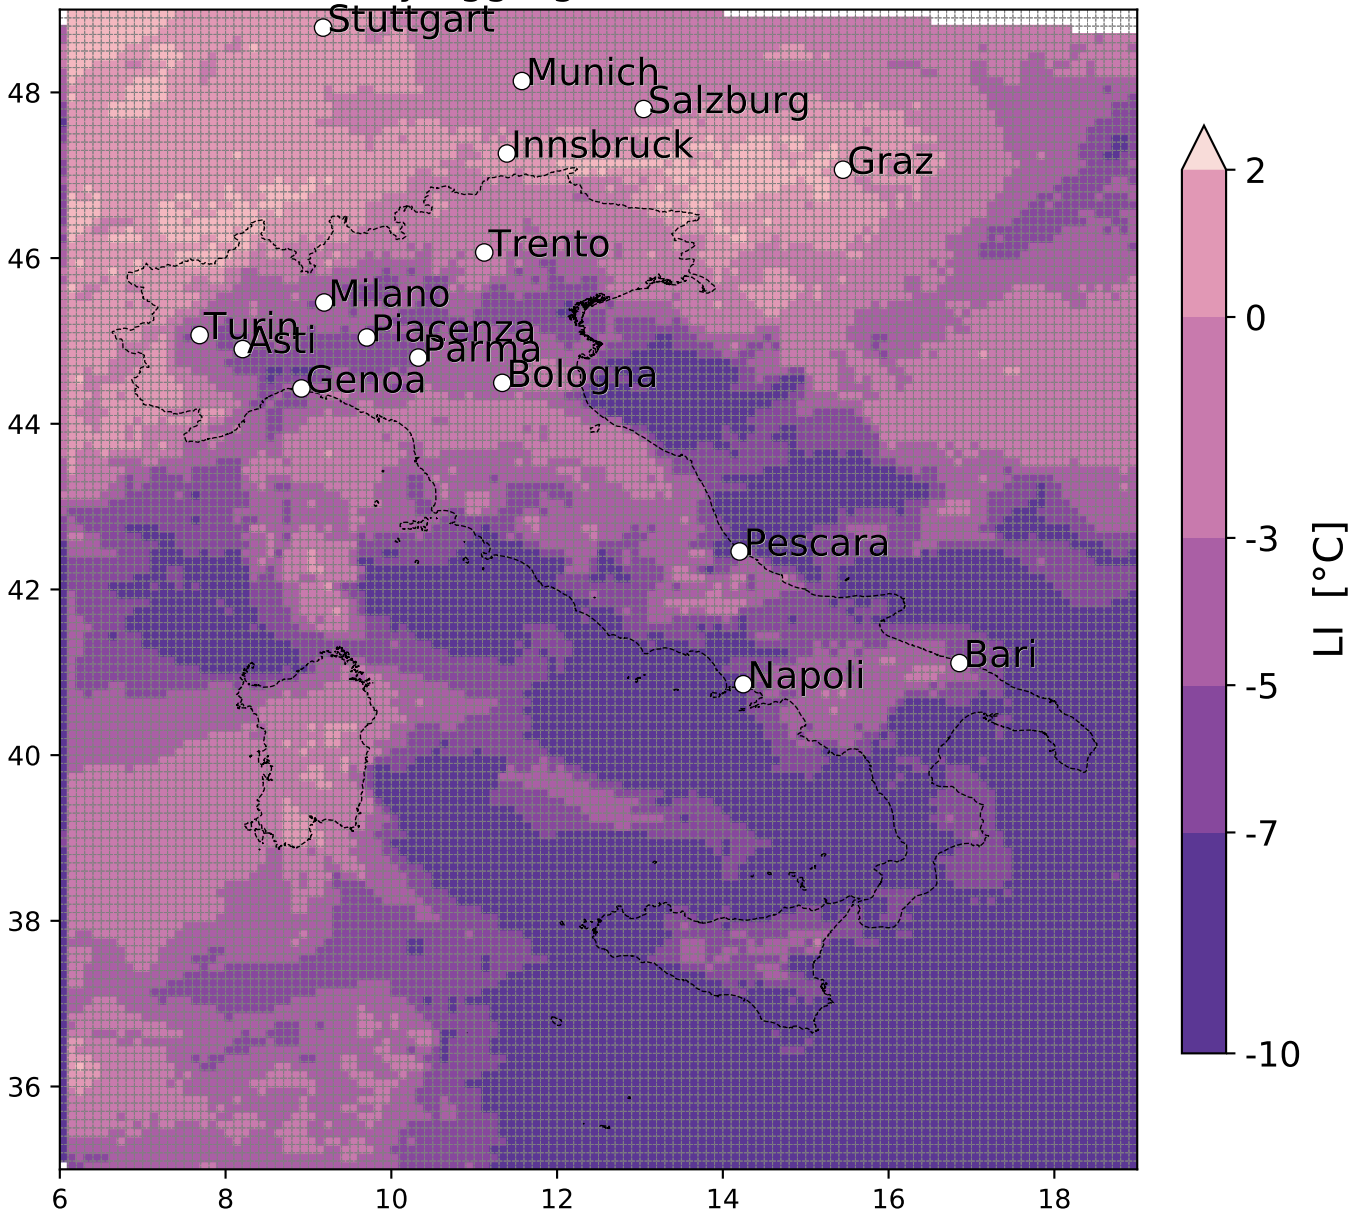 Stuttgart
Munich
Salzburg
Innsbruck
Graz
Trento
Milano
Turin
Asti
Piacenza
Parma
Genoa
Bologna
Pescara
Napoli
Bari
48
46
44
42
40
38
36
6 8 10 12 14 16 18
2
0
-3
-5
-7
-10
LI [°C]